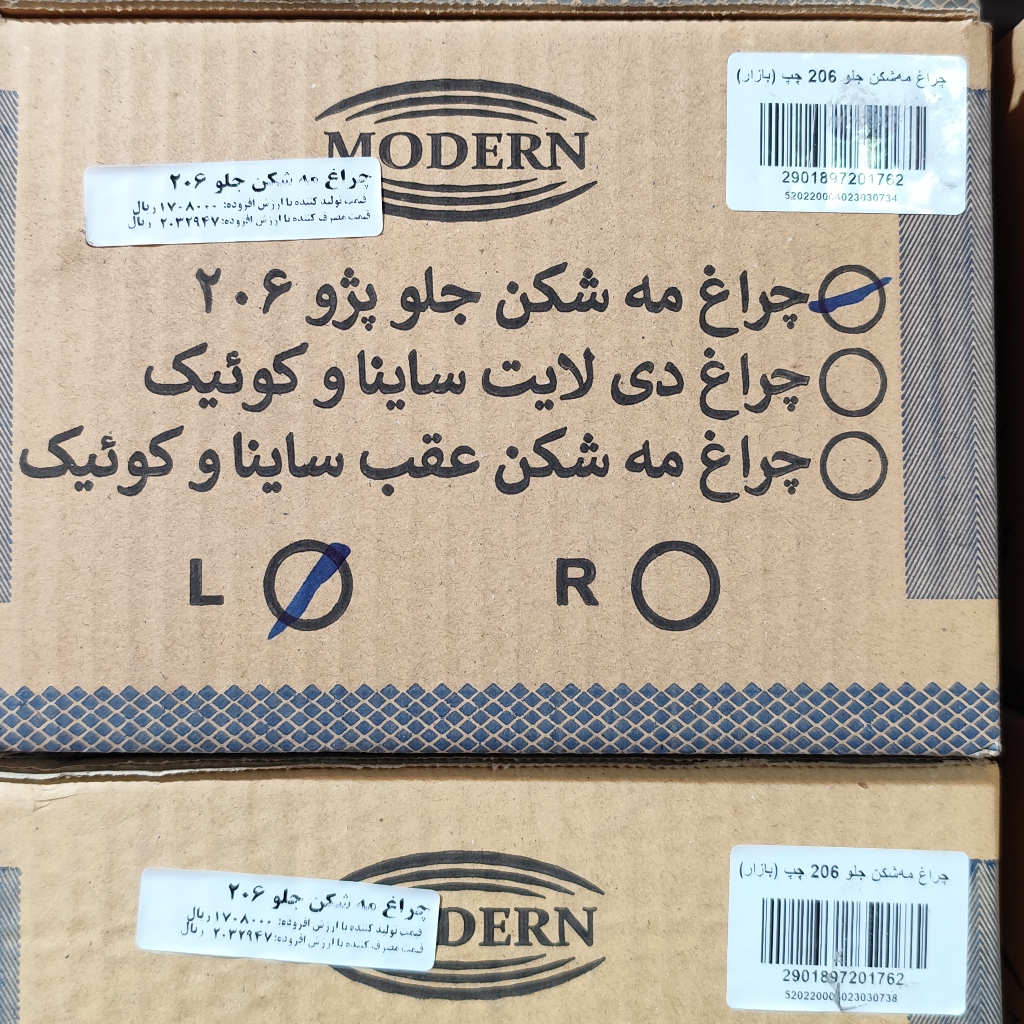 MODERN
چراغ مه‌شکن جلو 206 چپ (بازار)
2901897201762
چراغ مه شکن جلو ۲۰۶
قیمت تولید کننده با ارزش افزوده: ۱۷۰۸۰۰۰ ریال
قیمت مصرف کننده با ارزش افزوده: ۲۰۳۲۹۴۷ ریال
چراغ مه شکن جلو پژو ۲۰۶
چراغ دی لایت ساینا و کوئیک
چراغ مه شکن عقب ساینا و کوئیک
L R
DERN
چراغ مه‌شکن جلو 206 چپ (بازار)
2901897201762
چراغ مه شکن جلو ۲۰۶
قیمت تولید کننده با ارزش افزوده: ۱۷۰۸۰۰۰ ریال
قیمت مصرف کننده با ارزش افزوده: ۲۰۳۲۹۴۷ ریال